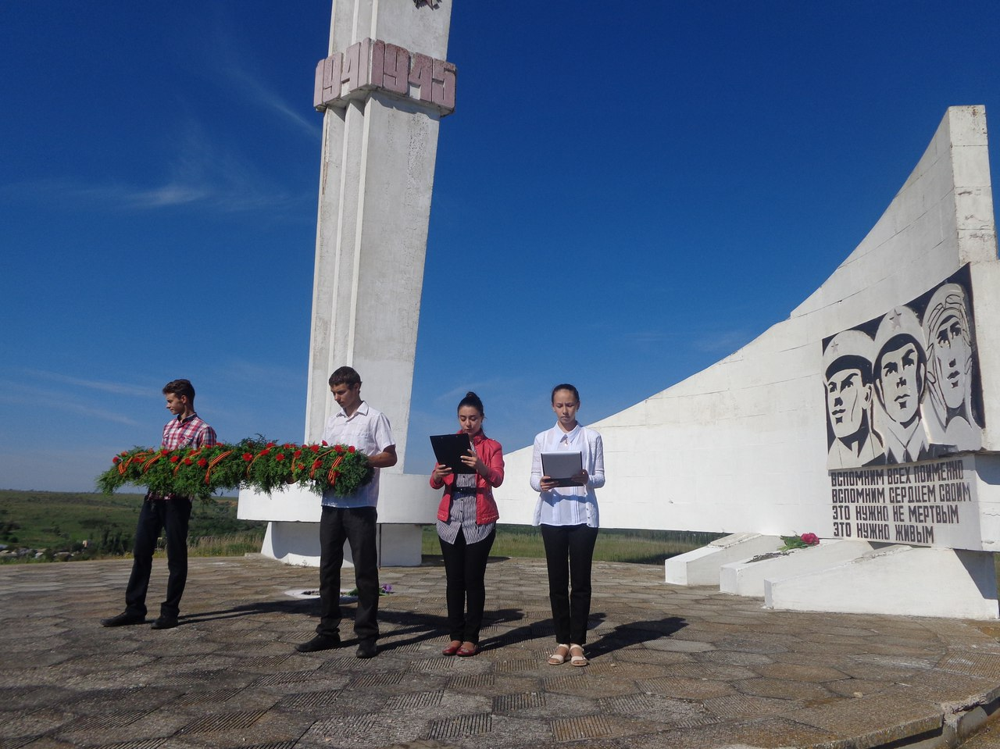 1941 1945
ВСПОМНИМ ВСЕХ ПОИМЕННО
ВСПОМНИМ СЕРДЦЕМ СВОИМ
ЭТО НУЖНО НЕ МЕРТВЫМ
ЭТО НУЖНО ЖИВЫМ